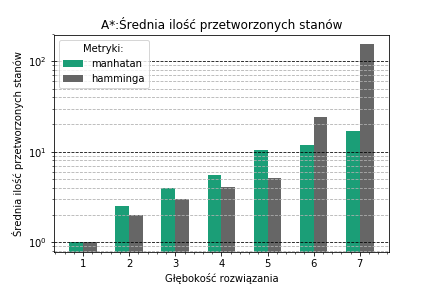 A*:Średnia ilość przetworzonych stanów
Średnia ilość przetworzonych stanów
10²
10¹
10⁰
Metryki:
manhatan
hamminga
1 2 3 4 5 6 7
Głębokość rozwiązania